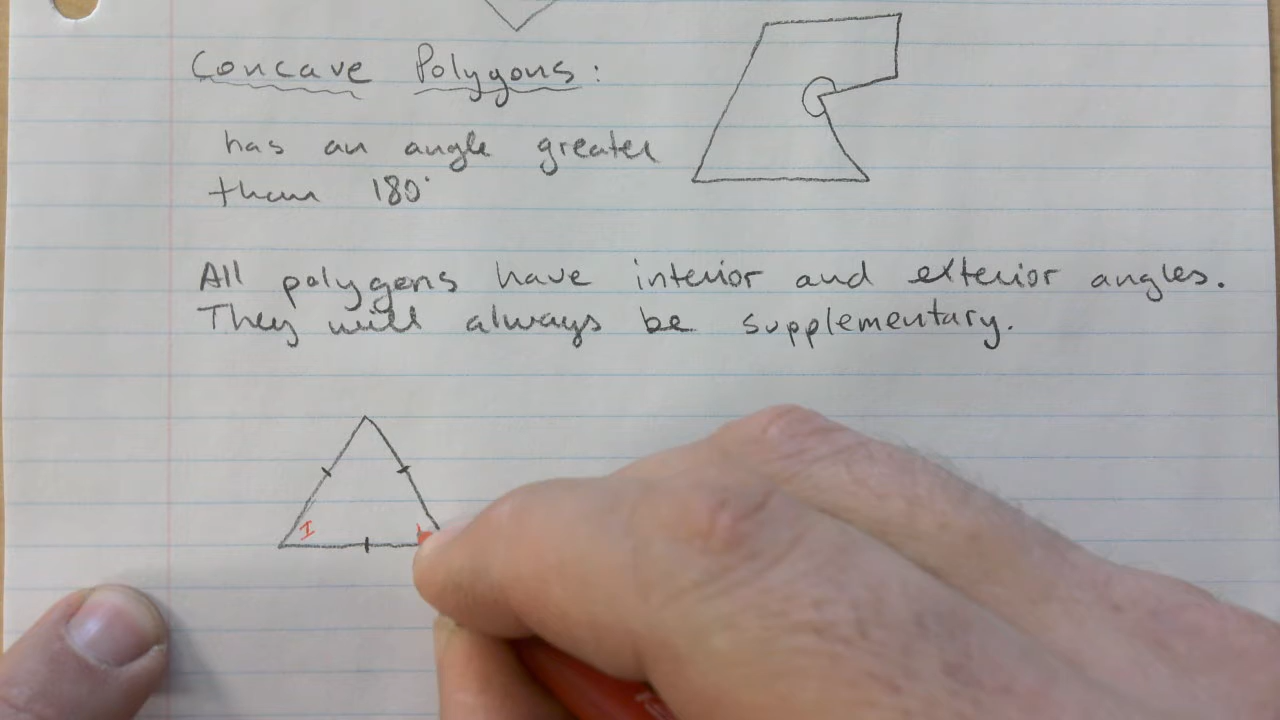 Concave Polygons:
has an angle greater
than 180°
All polygons have interior and exterior angles.
They will always be supplementary.
I